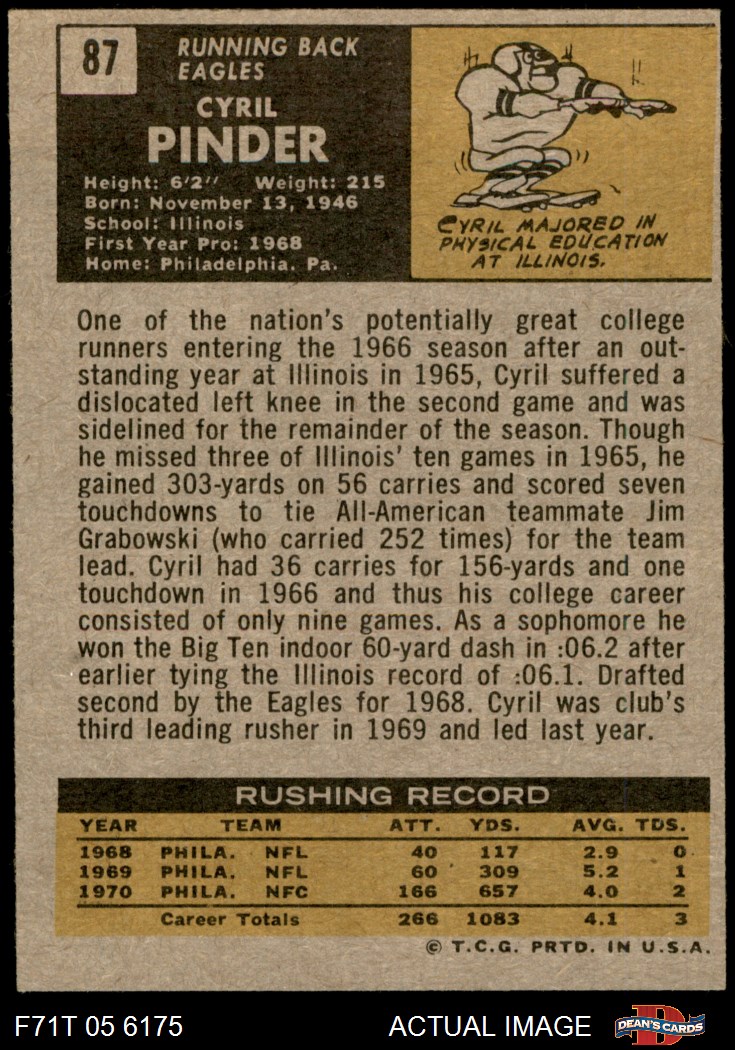 87
RUNNING BACK
EAGLES
CYRIL
PINDER
Height: 6'2'' Weight: 215
Born: November 13, 1946
School: Illinois
First Year Pro: 1968
Home: Philadelphia, Pa.
CYRIL MAJORED IN
PHYSICAL EDUCATION
AT ILLINOIS.
One of the nation's potentially great college
runners entering the 1966 season after an out-
standing year at Illinois in 1965, Cyril suffered a
dislocated left knee in the second game and was
sidelined for the remainder of the season. Though
he missed three of Illinois' ten games in 1965, he
gained 303-yards on 56 carries and scored seven
touchdowns to tie All-American teammate Jim
Grabowski (who carried 252 times) for the team
lead. Cyril had 36 carries for 156-yards and one
touchdown in 1966 and thus his college career
consisted of only nine games. As a sophomore he
won the Big Ten indoor 60-yard dash in :06.2 after
earlier tying the Illinois record of :06.1. Drafted
second by the Eagles for 1968. Cyril was club's
third leading rusher in 1969 and led last year.
RUSHING RECORD
YEAR TEAM ATT. YDS. AVG. TDS.
1968 PHILA. NFL 40 117 2.9 0
1969 PHILA. NFL 60 309 5.2 1
1970 PHILA. NFC 166 657 4.0 2
Career Totals 266 1083 4.1 3
© T.C.G. PRTD. IN U.S.A.
F71T 05 6175 ACTUAL IMAGE D DEAN'S CARDS